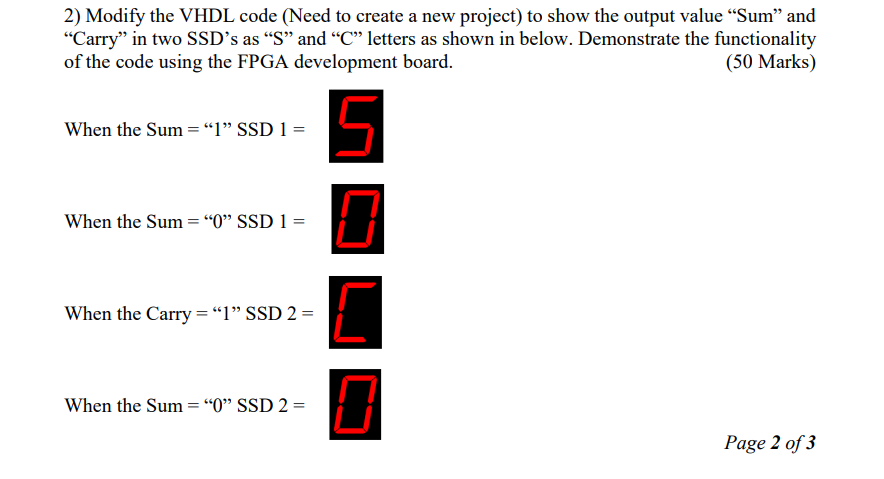 2) Modify the VHDL code (Need to create a new project) to show the output value “Sum” and
“Carry” in two SSD’s as “S” and “C” letters as shown in below. Demonstrate the functionality
of the code using the FPGA development board. (50 Marks)
When the Sum = “1” SSD 1 = S
When the Sum = “0” SSD 1 = 0
When the Carry = “1” SSD 2 = C
When the Sum = “0” SSD 2 = 0
Page 2 of 3